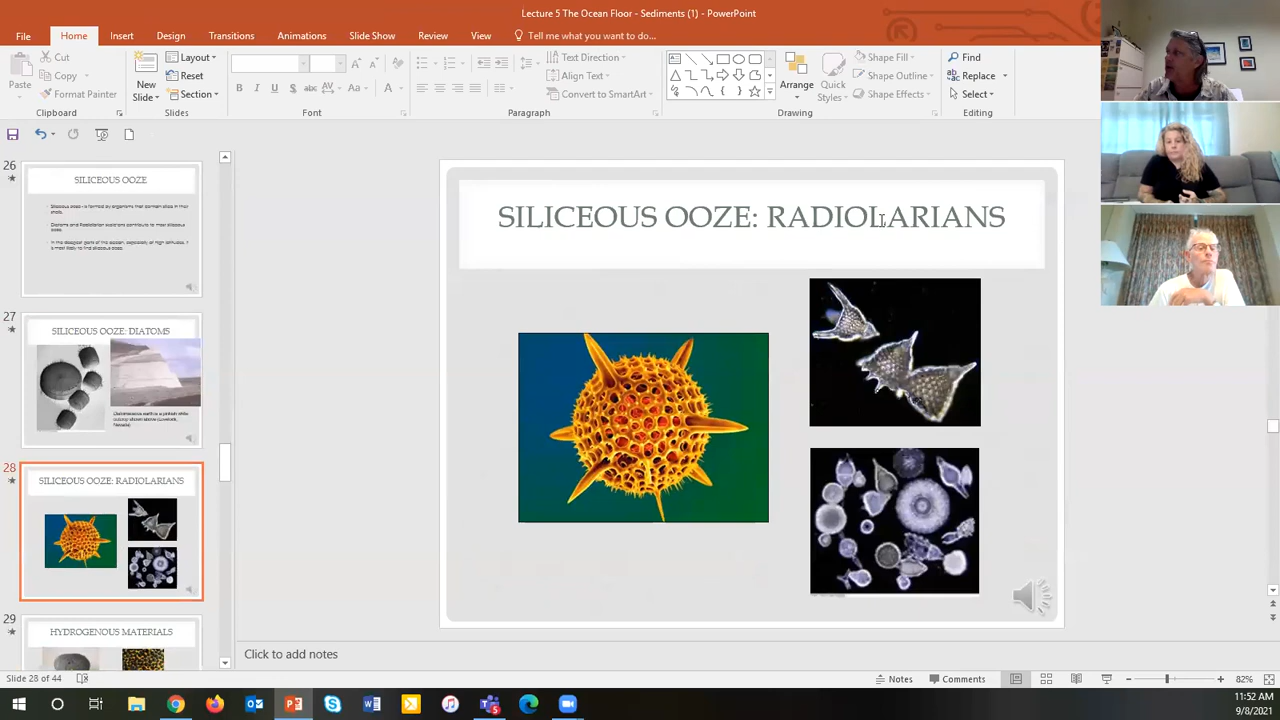 Lecture 5 The Ocean Floor - Sediments (1) - PowerPoint
File Home Insert Design Transitions Animations Slide Show Review View Tell me what you want to do...
Paste
Cut
Copy
Format Painter
Clipboard
New Slide
Layout
Reset
Section
Slides
B I U S abc AV Aa A
Font
Text Direction
Align Text
Convert to SmartArt
Paragraph
Arrange
Quick Styles
Shape Fill
Shape Outline
Shape Effects
Drawing
Find
Replace
Select
Editing
26
SILICEOUS OOZE
27
SILICEOUS OOZE: DIATOMS
28
SILICEOUS OOZE: RADIOLARIANS
29
HYDROGENOUS MATERIALS
SILICEOUS OOZE: RADIOLARIANS
Click to add notes
Slide 28 of 44
Notes
Comments
82%
11:52 AM
9/8/2021